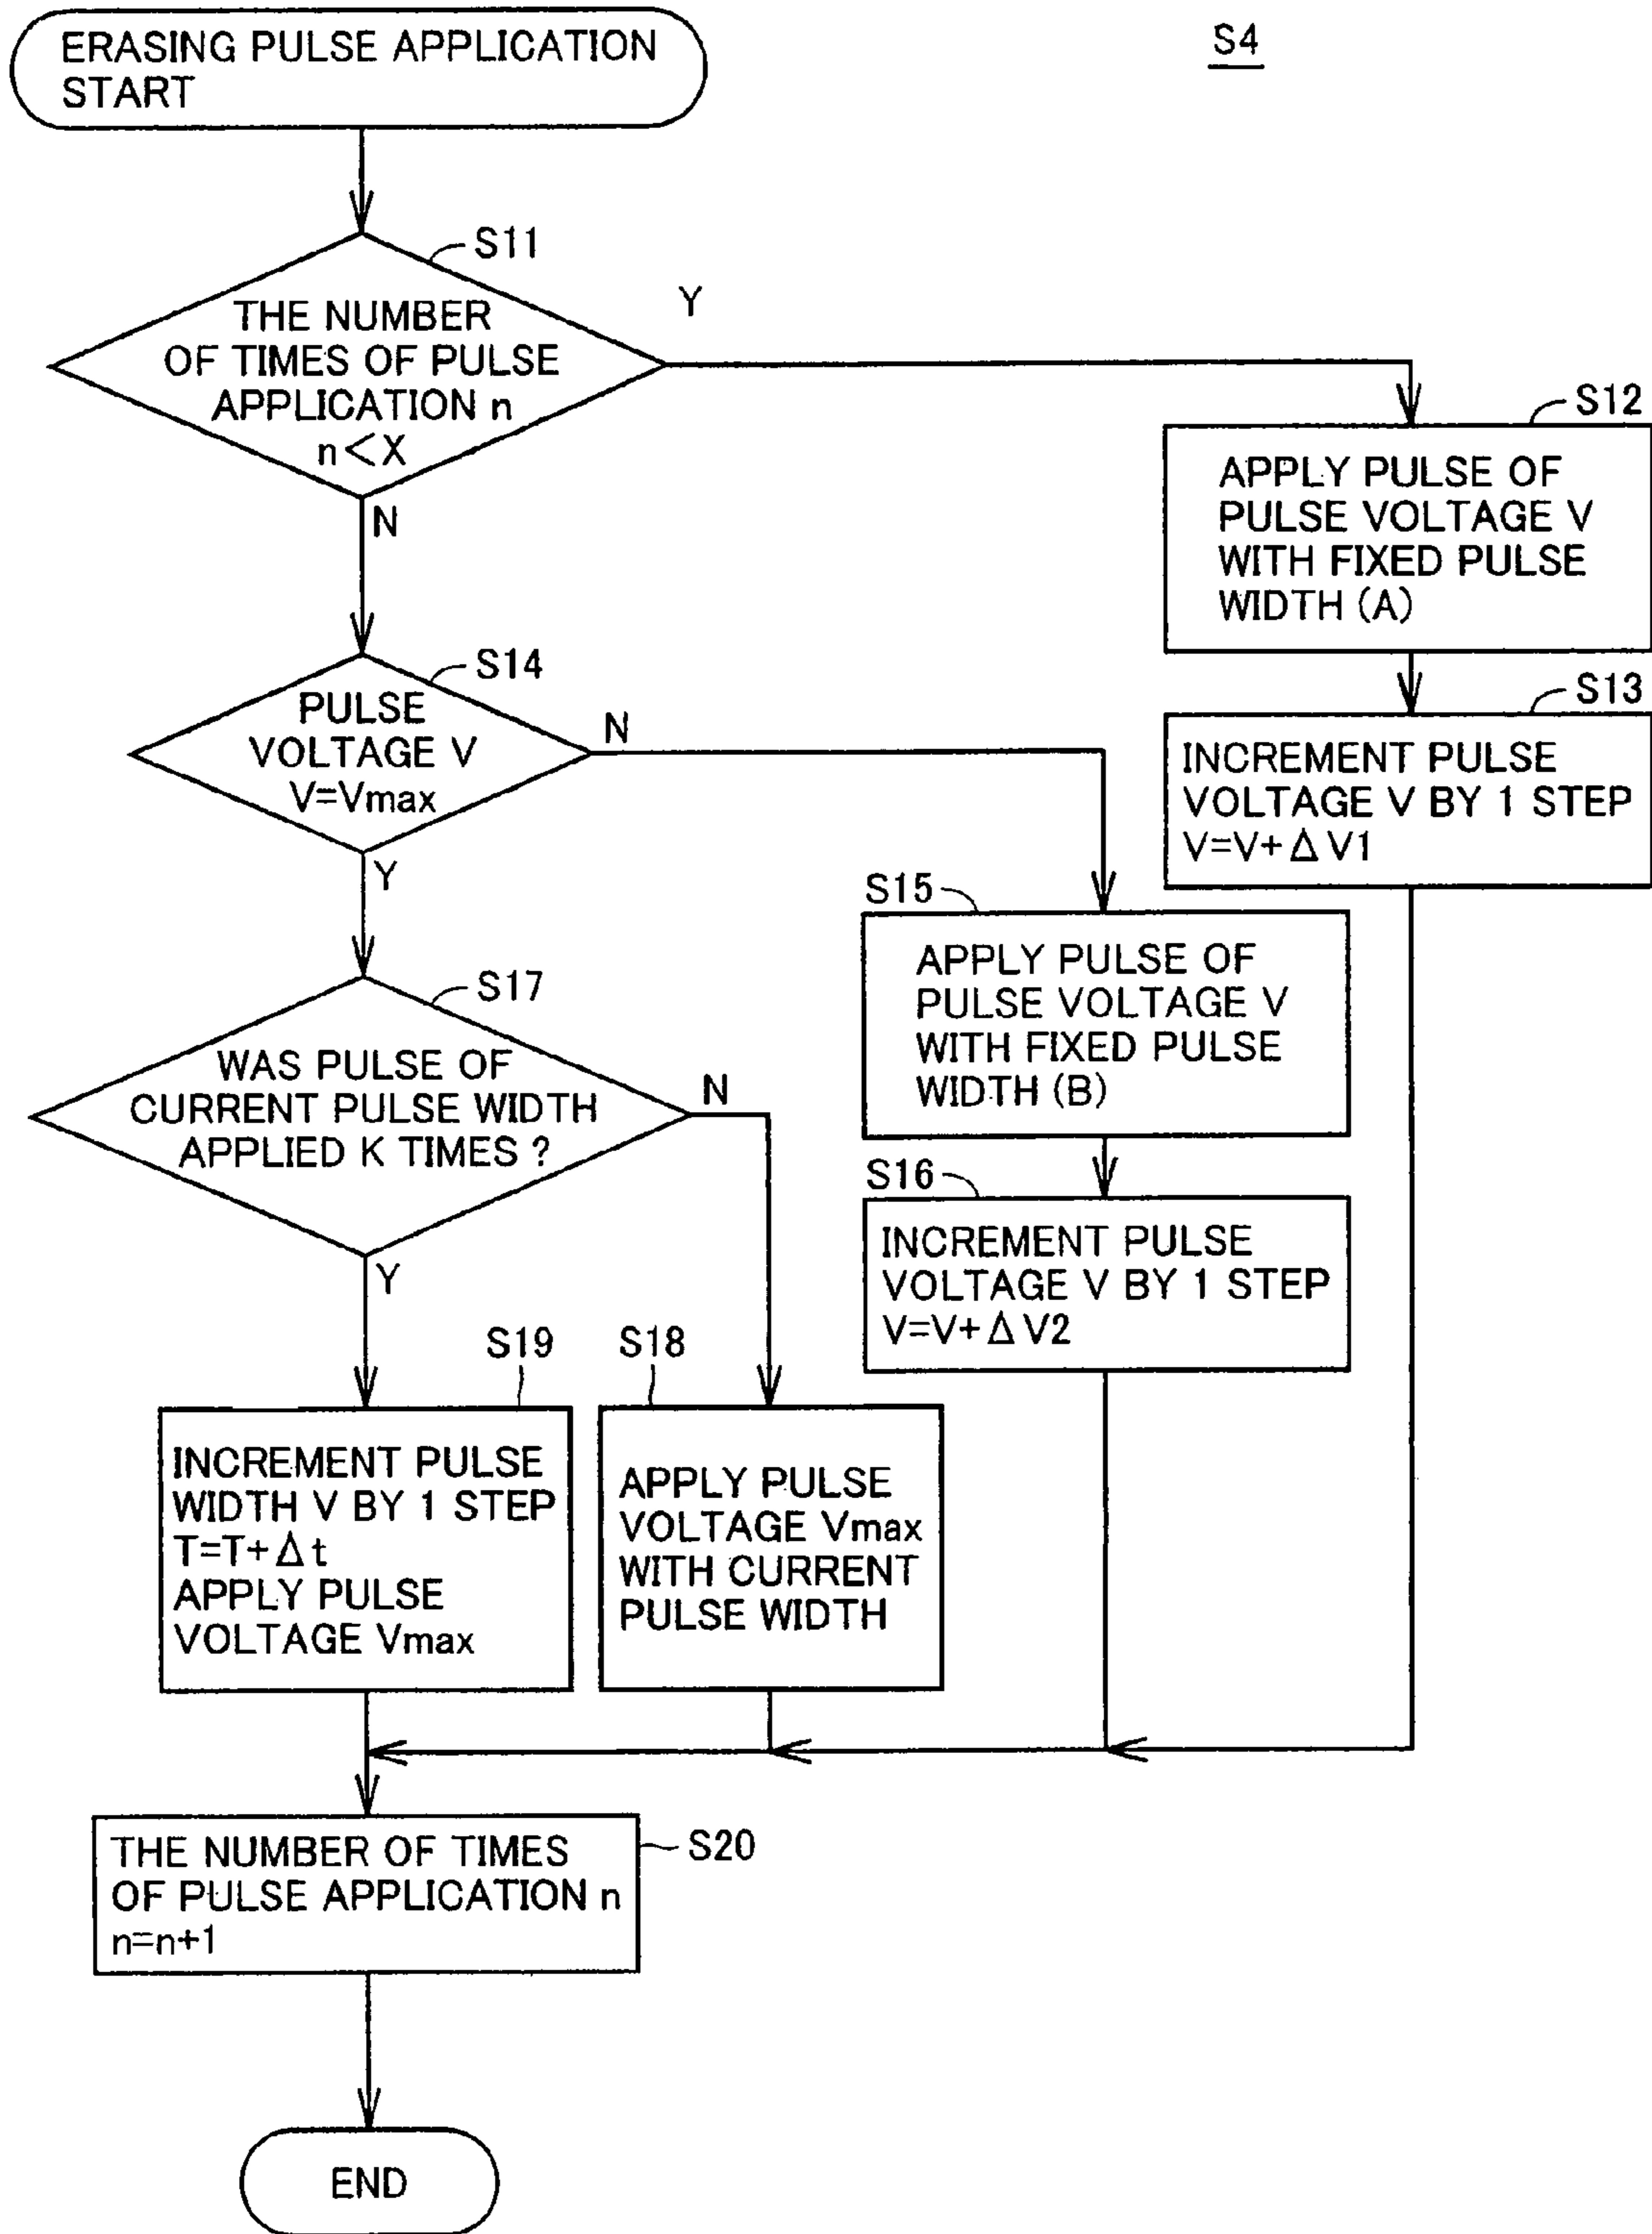 ERASING PULSE APPLICATION
START
S4
S11
THE NUMBER
OF TIMES OF PULSE
APPLICATION n
n<X
Y
N
S12
APPLY PULSE OF
PULSE VOLTAGE V
WITH FIXED PULSE
WIDTH (A)
S13
INCREMENT PULSE
VOLTAGE V BY 1 STEP
V=V+ΔV1
S14
PULSE
VOLTAGE V
V=Vmax
N
Y
S15
APPLY PULSE OF
PULSE VOLTAGE V
WITH FIXED PULSE
WIDTH (B)
S16
INCREMENT PULSE
VOLTAGE V BY 1 STEP
V=V+ΔV2
S17
WAS PULSE OF
CURRENT PULSE WIDTH
APPLIED K TIMES ?
N
Y
S19
INCREMENT PULSE
WIDTH V BY 1 STEP
T=T+Δt
APPLY PULSE
VOLTAGE Vmax
S18
APPLY PULSE
VOLTAGE Vmax
WITH CURRENT
PULSE WIDTH
S20
THE NUMBER OF TIMES
OF PULSE APPLICATION n
n=n+1
END